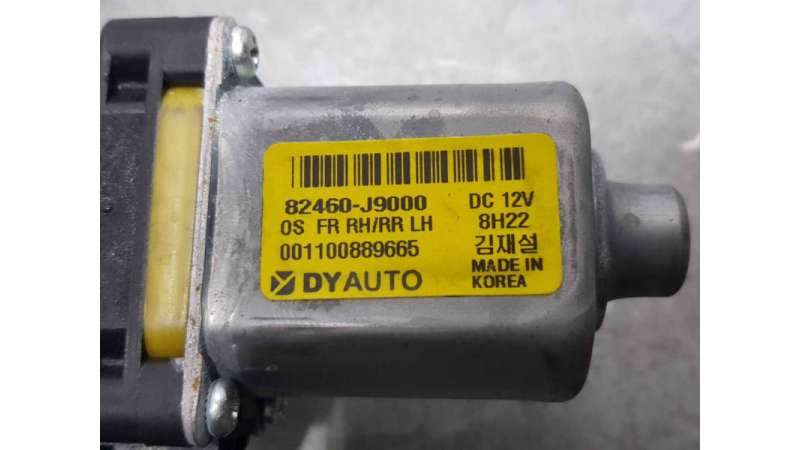 82460-J9000 DC 12V
OS FR RH/RR LH 8H22
001100889665 김재설
DYAUTO MADE IN
KOREA